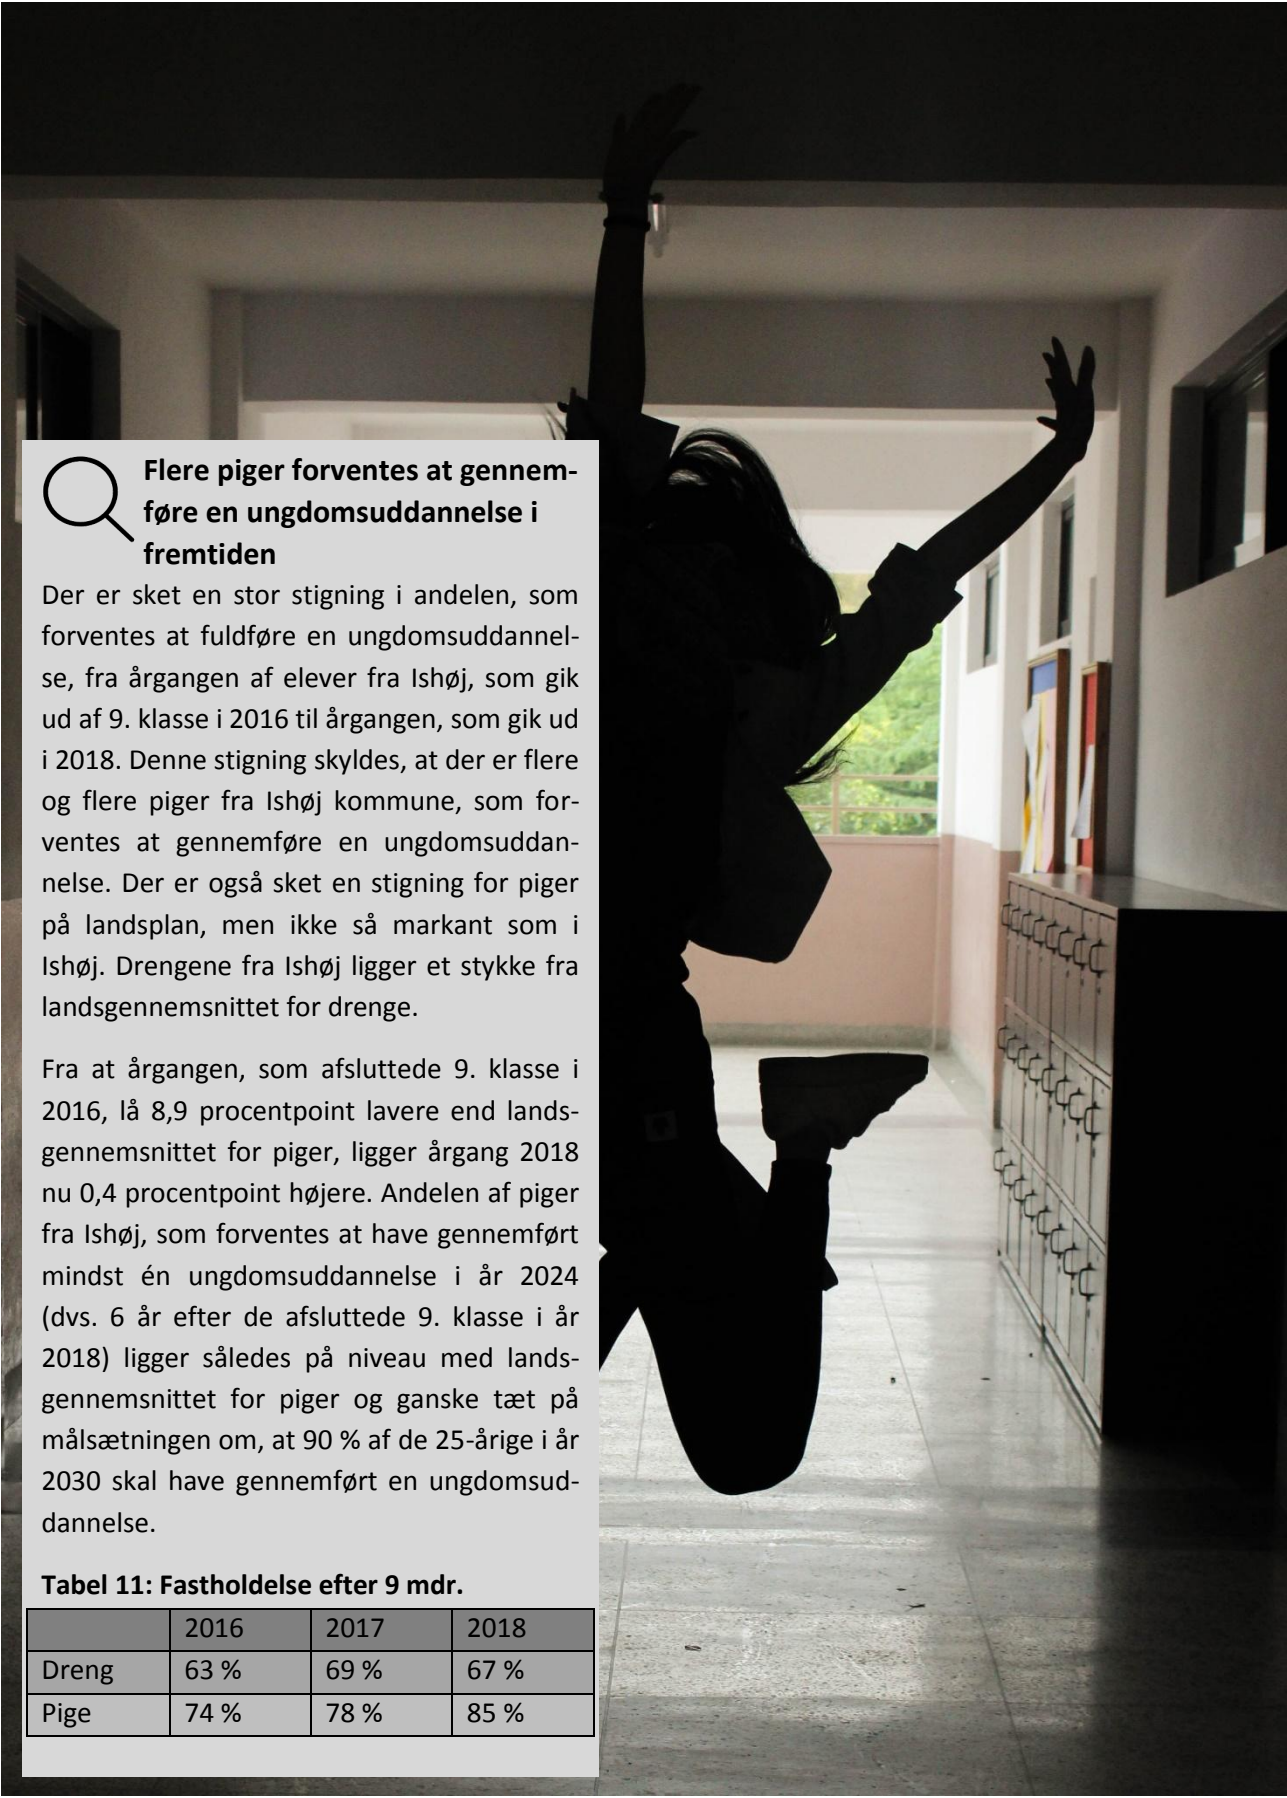 Flere piger forventes at gennem-
føre en ungdomsuddannelse i
fremtiden
Der er sket en stor stigning i andelen, som
forventes at fuldføre en ungdomsuddannel-
se, fra årgangen af elever fra Ishøj, som gik
ud af 9. klasse i 2016 til årgangen, som gik ud
i 2018. Denne stigning skyldes, at der er flere
og flere piger fra Ishøj kommune, som for-
ventes at gennemføre en ungdomsuddan-
nelse. Der er også sket en stigning for piger
på landsplan, men ikke så markant som i
Ishøj. Drengene fra Ishøj ligger et stykke fra
landsgennemsnittet for drenge.
Fra at årgangen, som afsluttede 9. klasse i
2016, lå 8,9 procentpoint lavere end lands-
gennemsnittet for piger, ligger årgang 2018
nu 0,4 procentpoint højere. Andelen af piger
fra Ishøj, som forventes at have gennemført
mindst én ungdomsuddannelse i år 2024
(dvs. 6 år efter de afsluttede 9. klasse i år
2018) ligger således på niveau med lands-
gennemsnittet for piger og ganske tæt på
målsætningen om, at 90 % af de 25-årige i år
2030 skal have gennemført en ungdomsud-
dannelse.
Tabel 11: Fastholdelse efter 9 mdr.
2016 2017 2018
Dreng 63 % 69 % 67 %
Pige 74 % 78 % 85 %